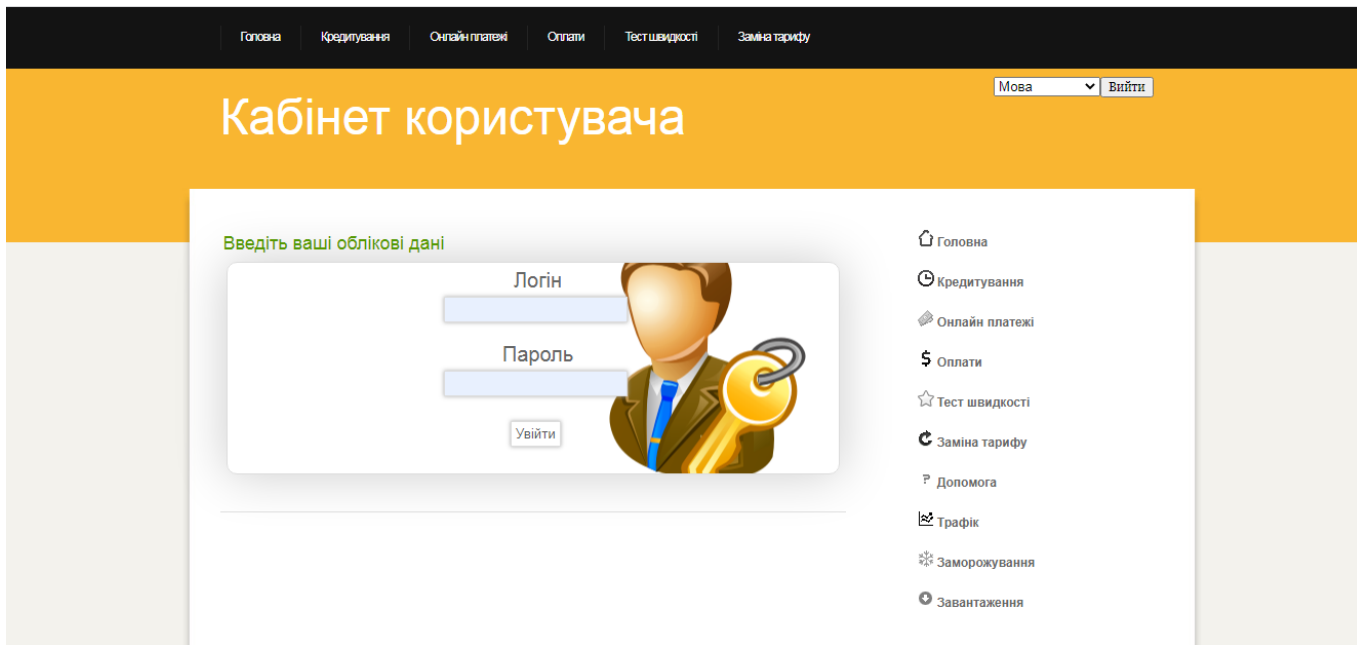 Головна Кредитування Онлайн платежі Оплати Тест швидкості Заміна тарифу
Мова Вийти
Кабінет користувача
Введіть ваші облікові дані
Логін
Пароль
Увійти
Головна
Кредитування
Онлайн платежі
$ Оплати
Тест швидкості
Заміна тарифу
? Допомога
Трафік
Заморожування
Завантаження